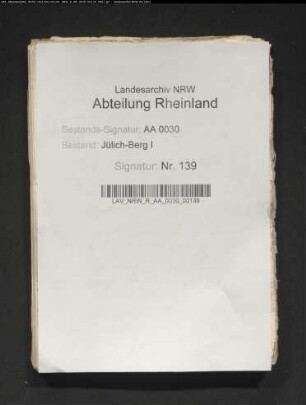 Landesarchiv NRW
Abteilung Rheinland
Bestands-Signatur: AA 0030
Bestand: Jülich-Berg I
Signatur: Nr. 139
LAV_NRW_R_AA_0030_00139